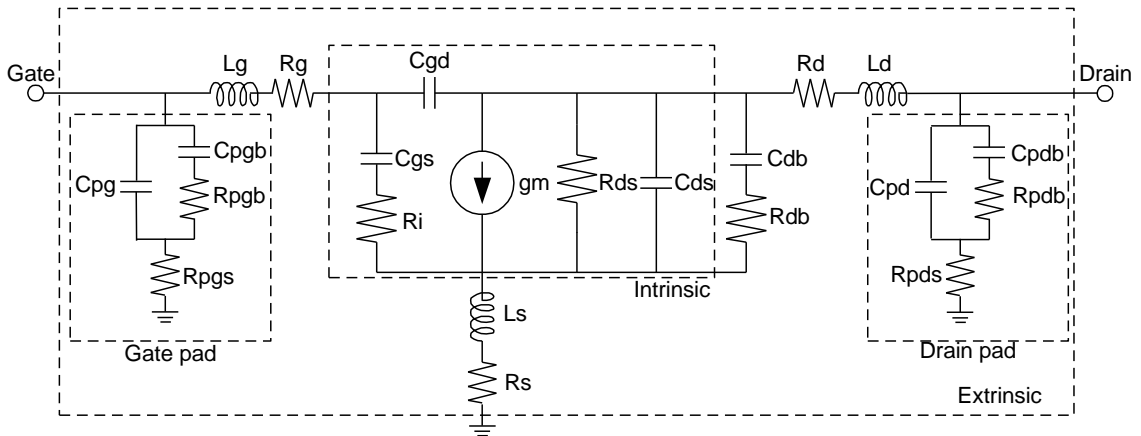 Gate
Lg
Rg
Cgd
Rd
Ld
Drain
Cpg
Cpgb
Rpgb
Rpgs
Gate pad
Cgs
Ri
gm
Rds
Cds
Cdb
Rdb
Intrinsic
Ls
Rs
Cpd
Cpdb
Rpdb
Rpds
Drain pad
Extrinsic